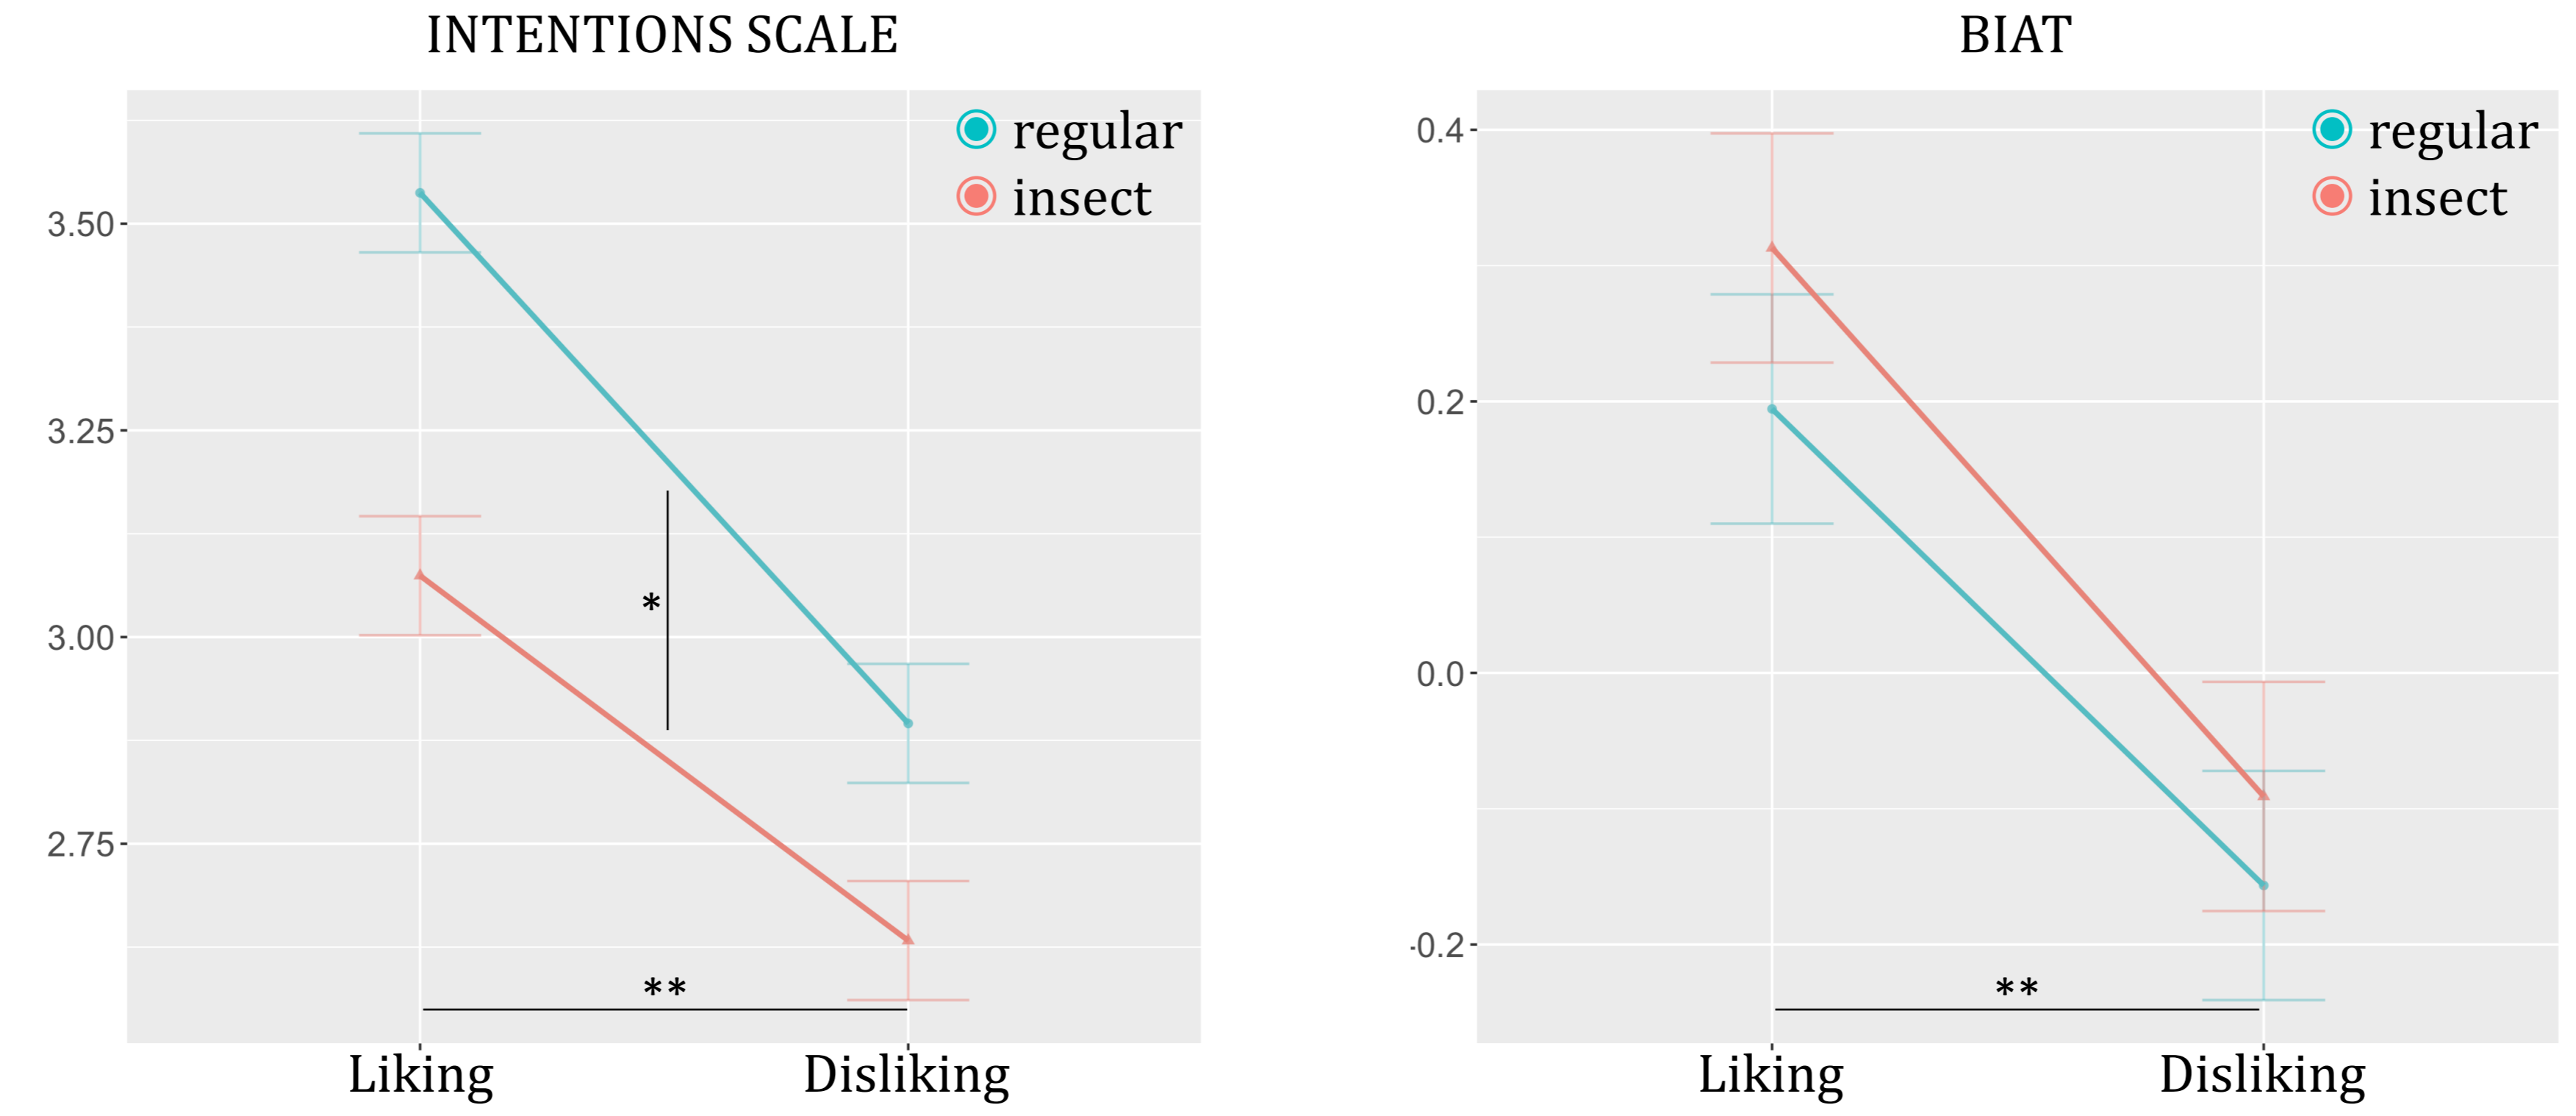 INTENTIONS SCALE
regular
insect
3.50
3.25
3.00
2.75
*
**
Liking
Disliking
BIAT
regular
insect
0.4
0.2
0.0
-0.2
**
Liking
Disliking